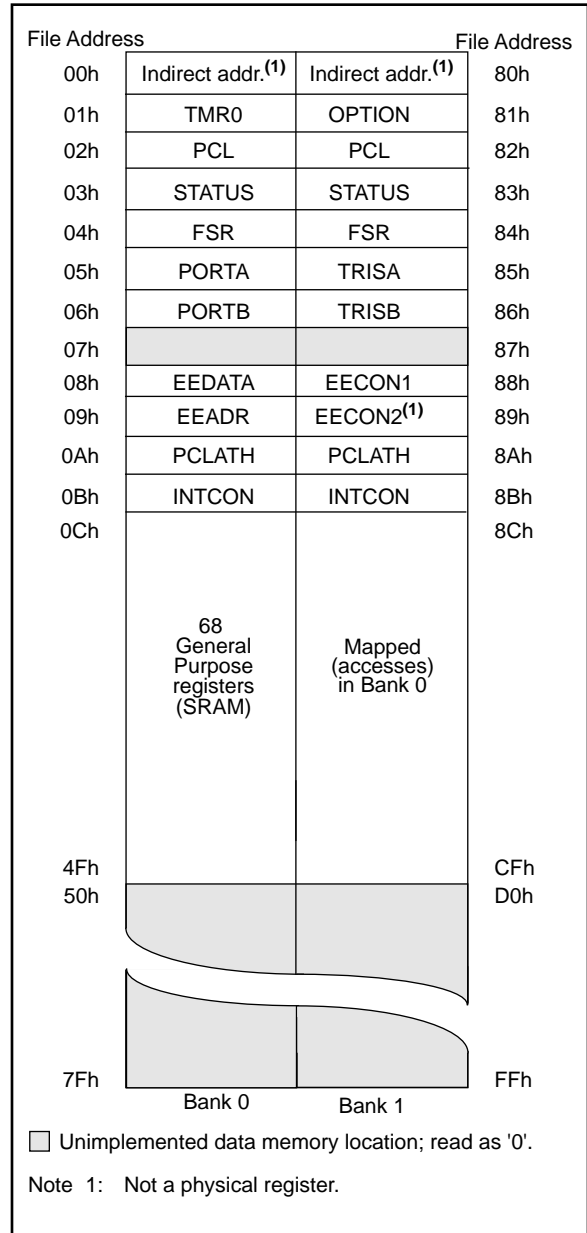 File Address File Address
00h Indirect addr.(1) Indirect addr.(1) 80h
01h TMR0 OPTION 81h
02h PCL PCL 82h
03h STATUS STATUS 83h
04h FSR FSR 84h
05h PORTA TRISA 85h
06h PORTB TRISB 86h
07h 87h
08h EEDATA EECON1 88h
09h EEADR EECON2(1) 89h
0Ah PCLATH PCLATH 8Ah
0Bh INTCON INTCON 8Bh
0Ch 8Ch
68
General
Purpose
registers
(SRAM)
Mapped
(accesses)
in Bank 0
4Fh CFh
50h D0h
7Fh FFh
Bank 0 Bank 1
Unimplemented data memory location; read as '0'.
Note 1: Not a physical register.